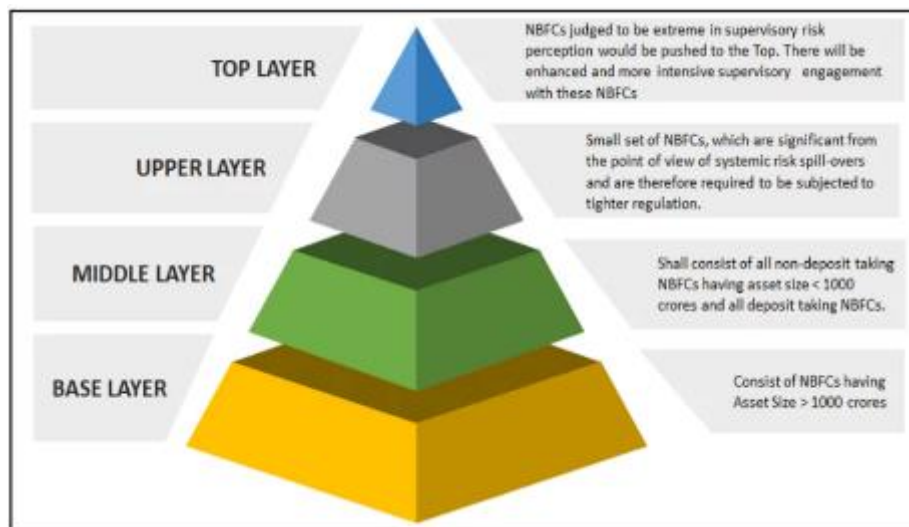 TOP LAYER
NBFCs judged to be extreme in supervisory risk
perception would be pushed to the Top. There will be
enhanced and more intensive supervisory engagement
with these NBFCs
UPPER LAYER
Small set of NBFCs, which are significant from
the point of view of systemic risk spill-overs
and are therefore required to be subjected to
tighter regulation.
MIDDLE LAYER
Shall consist of all non-deposit taking
NBFCs having asset size < 1000
crores and all deposit taking NBFCs.
BASE LAYER
Consist of NBFCs having
Asset Size > 1000 crores